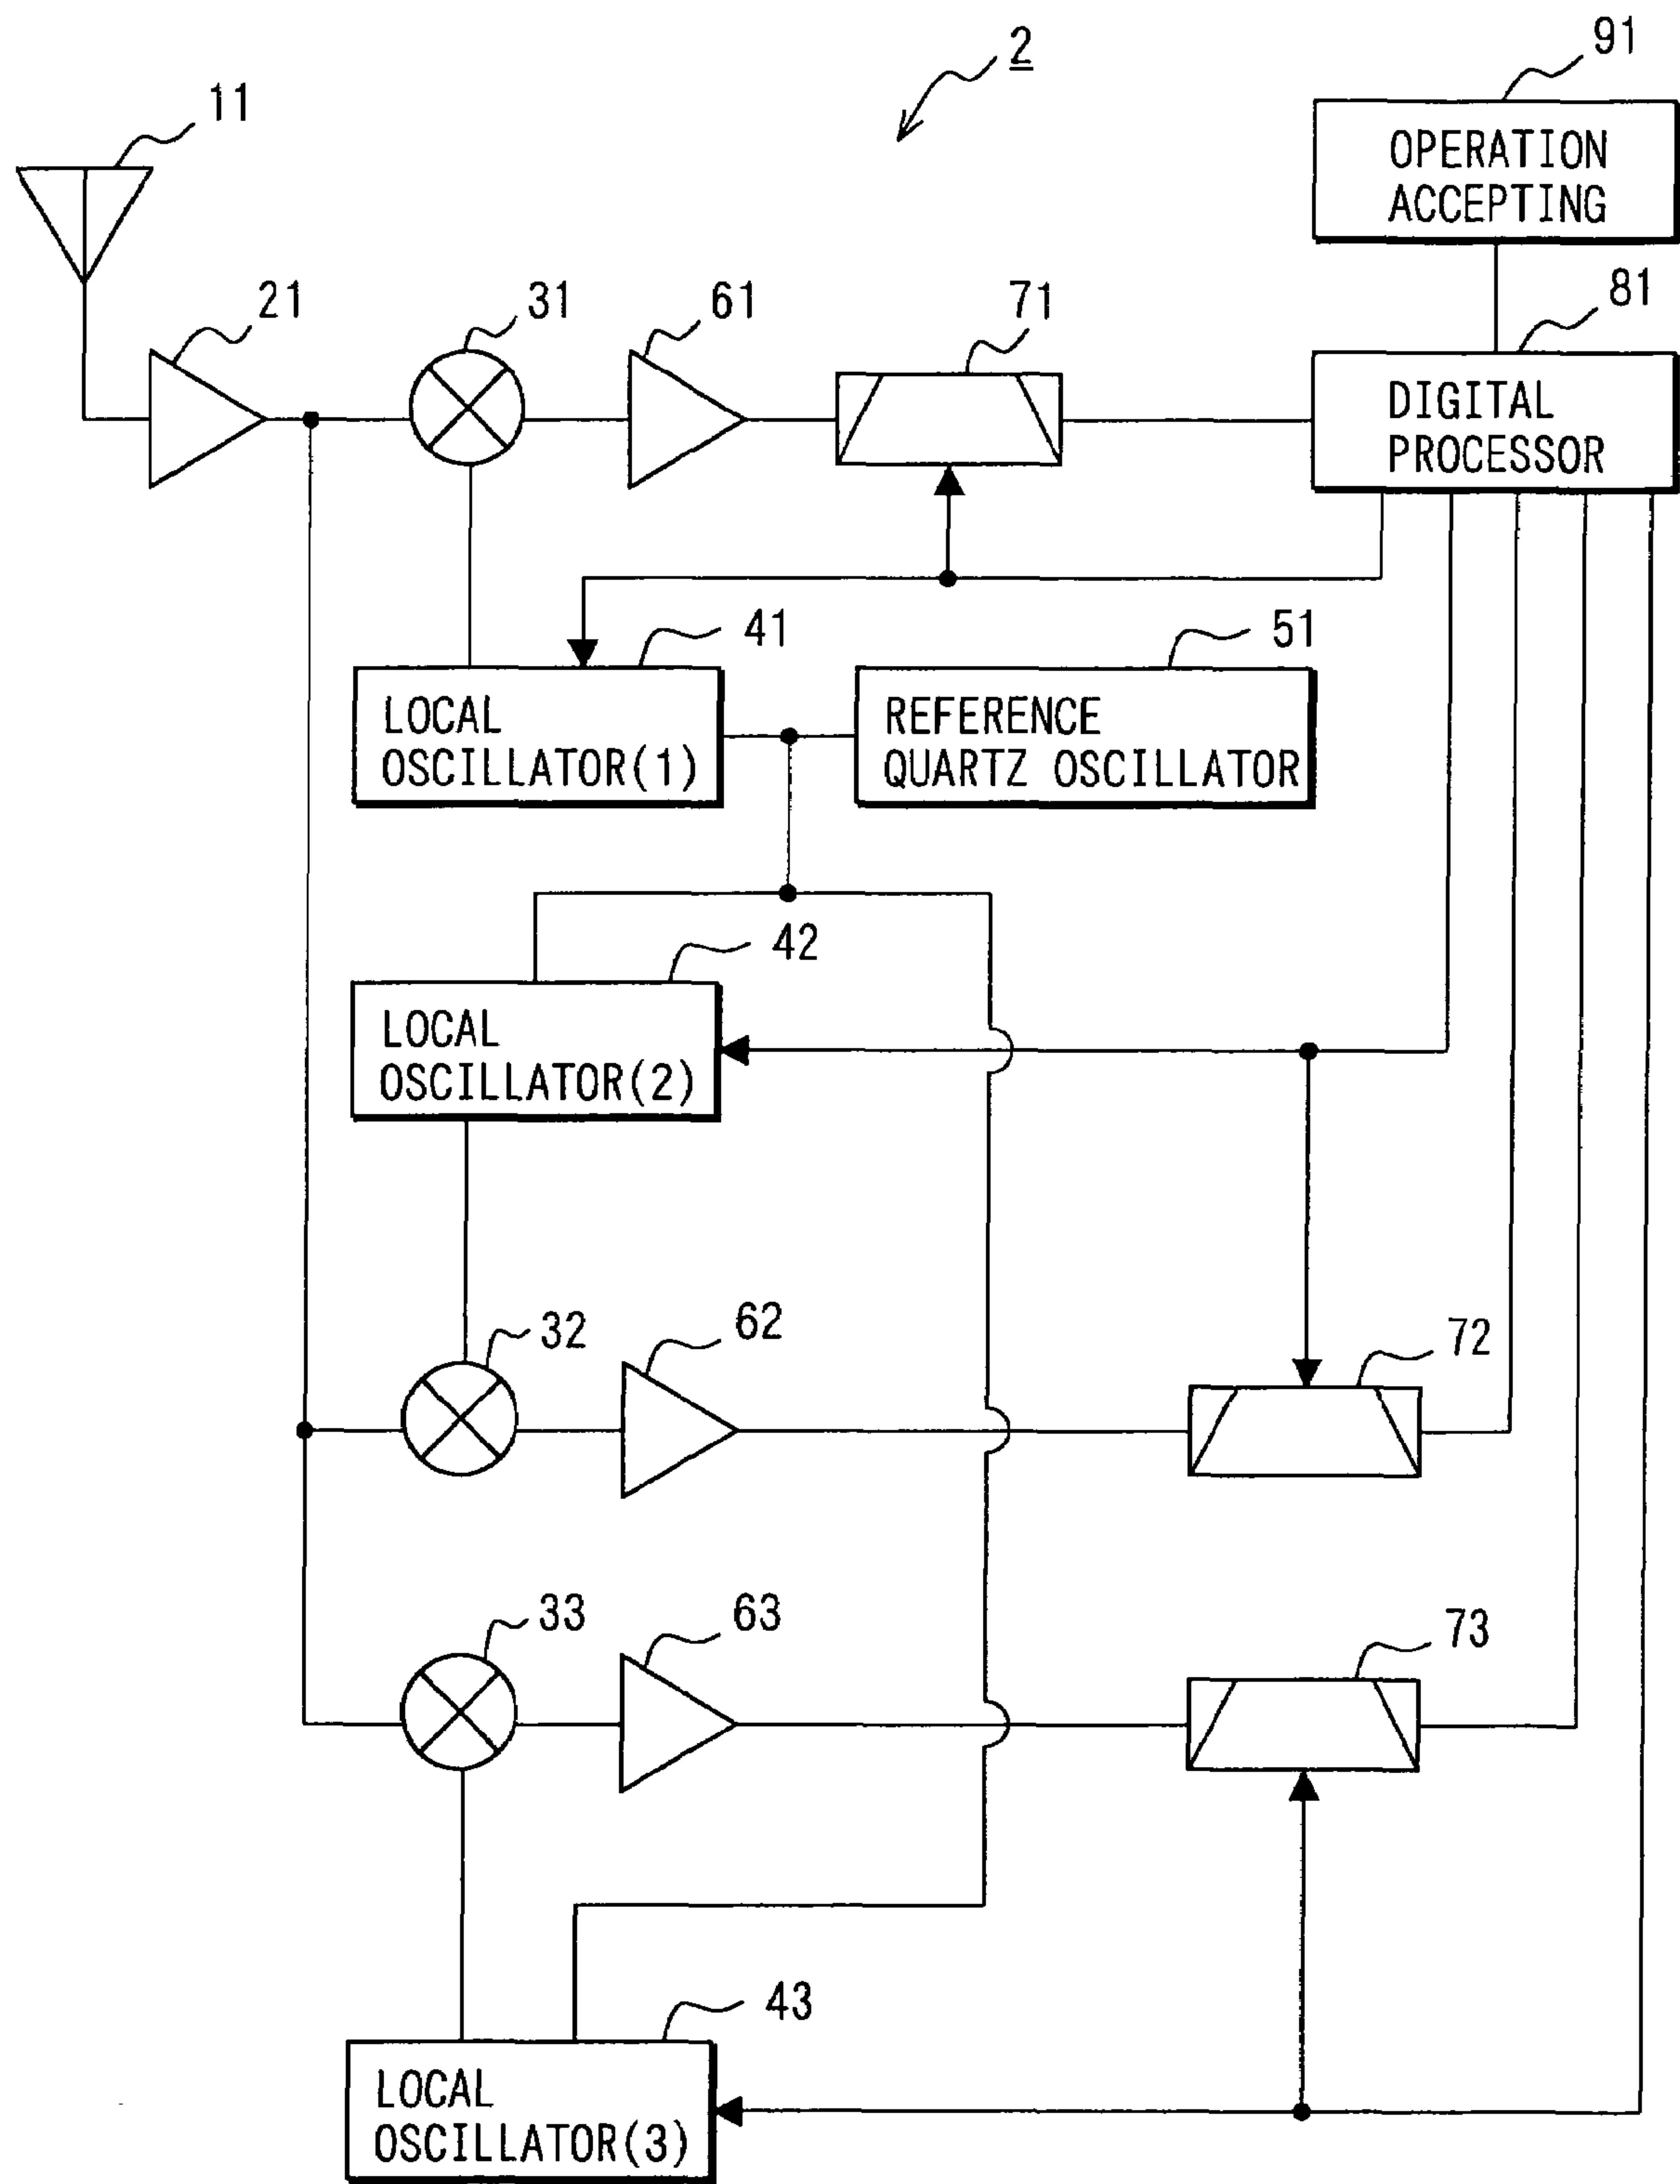 2
91
11
OPERATION
ACCEPTING
21
31
61
71
81
DIGITAL
PROCESSOR
41
51
LOCAL
OSCILLATOR(1)
REFERENCE
QUARTZ OSCILLATOR
42
LOCAL
OSCILLATOR(2)
32
62
72
33
63
73
43
LOCAL
OSCILLATOR(3)